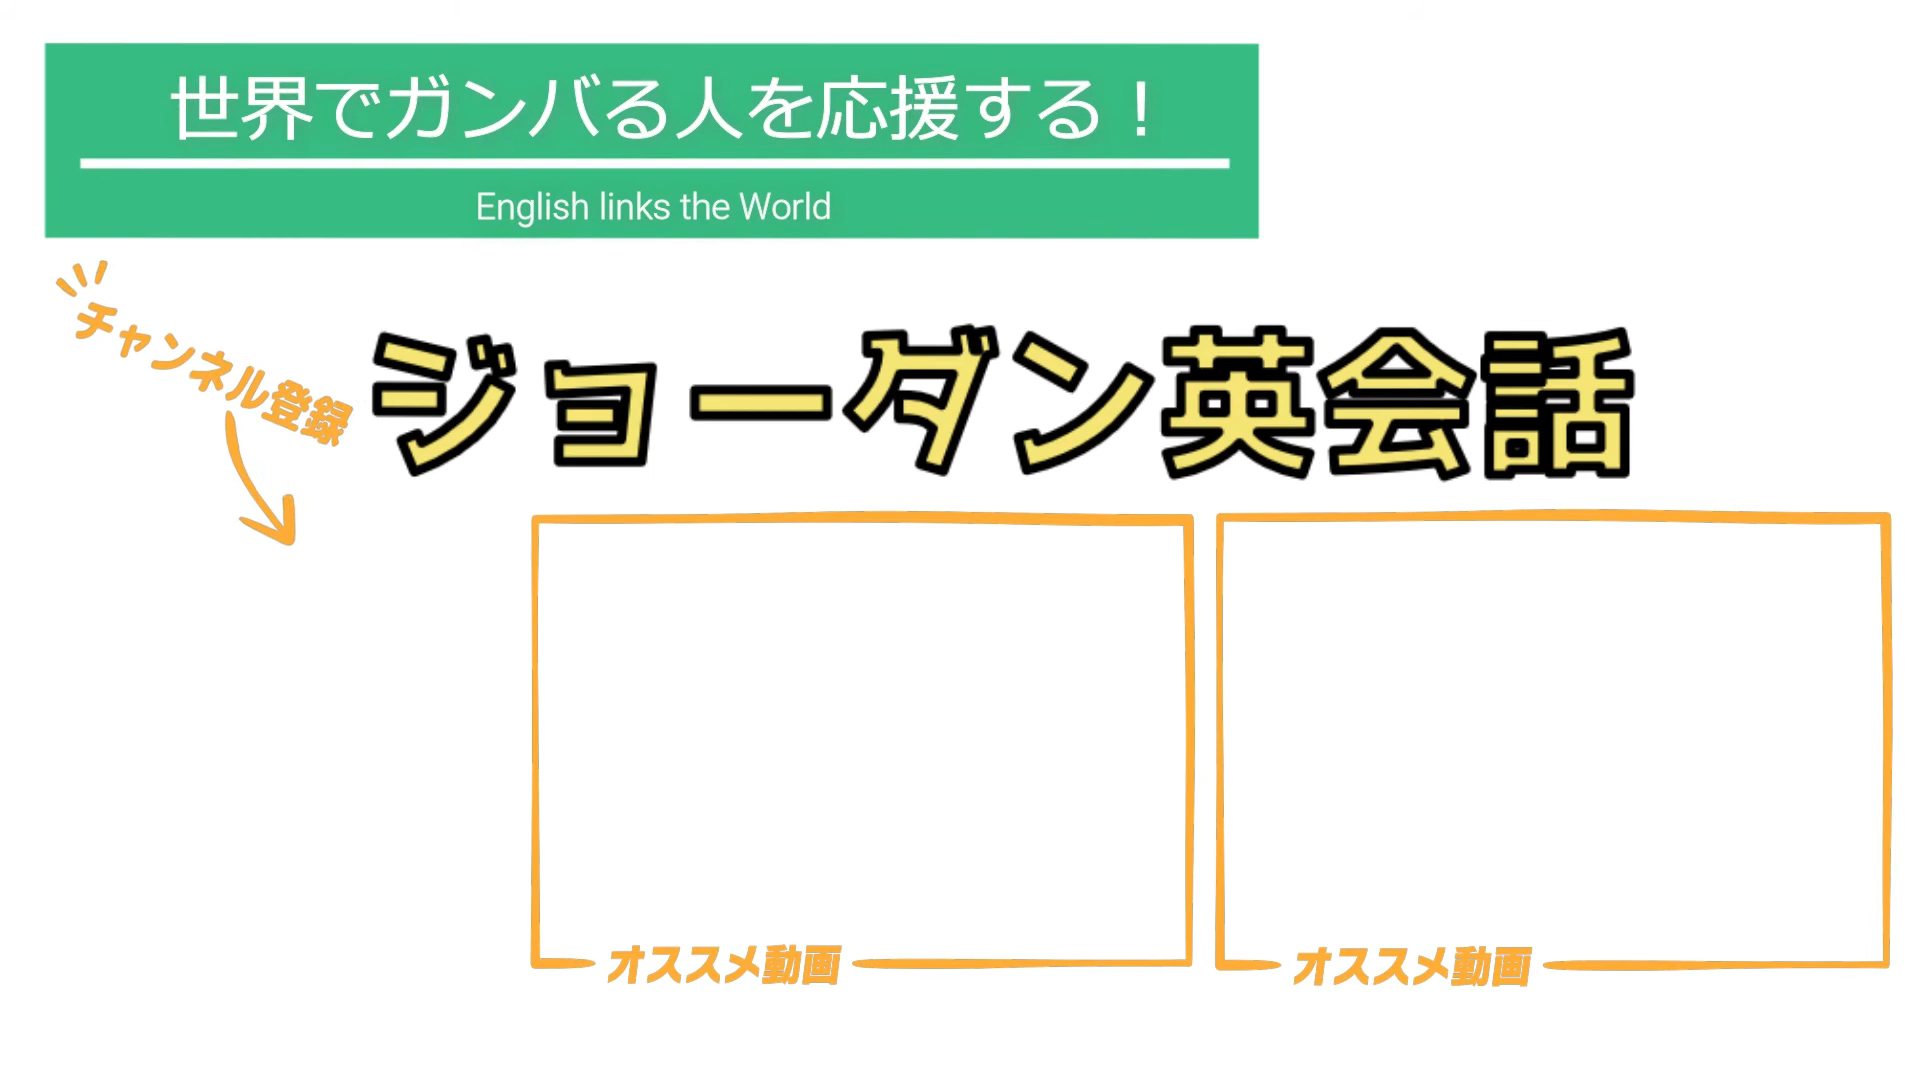 世界でガンバる人を応援する！
English links the World
チャンネル登録
ジョーダン英会話
オススメ動画
オススメ動画